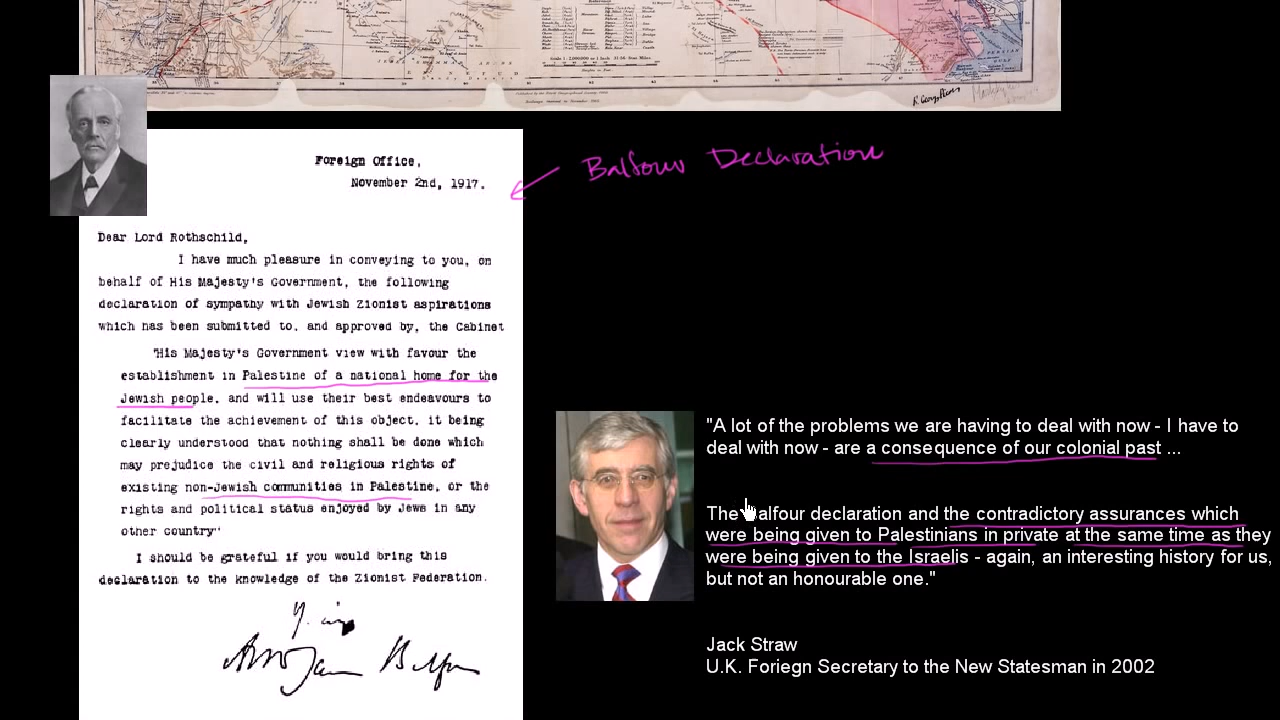 Balfour Declaration
Foreign Office,
November 2nd, 1917.
Dear Lord Rothschild,
I have much pleasure in conveying to you, on
behalf of His Majesty's Government, the following
declaration of sympathy with Jewish Zionist aspirations
which has been submitted to, and approved by, the Cabinet
"His Majesty's Government view with favour the
establishment in Palestine of a national home for the
Jewish people, and will use their best endeavours to
facilitate the achievement of this object, it being
clearly understood that nothing shall be done which
may prejudice the civil and religious rights of
existing non-Jewish communities in Palestine, or the
rights and political status enjoyed by Jews in any
other country"
I should be grateful if you would bring this
declaration to the knowledge of the Zionist Federation.
"A lot of the problems we are having to deal with now - I have to
deal with now - are a consequence of our colonial past ...
The Balfour declaration and the contradictory assurances which
were being given to Palestinians in private at the same time as they
were being given to the Israelis - again, an interesting history for us,
but not an honourable one."
Jack Straw
U.K. Foriegn Secretary to the New Statesman in 2002